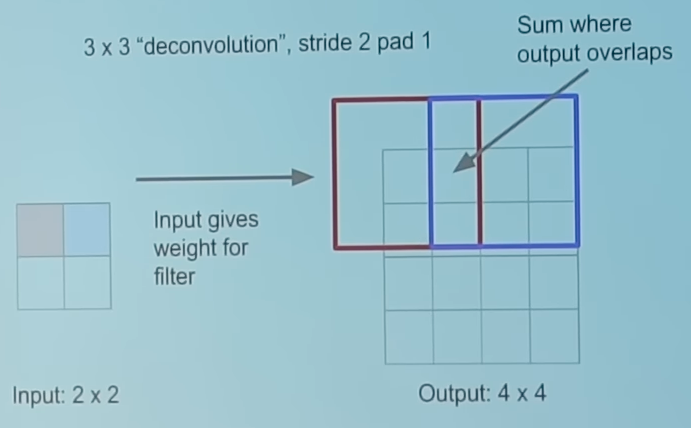 3 x 3 “deconvolution”, stride 2 pad 1
Sum where
output overlaps
Input gives
weight for
filter
Input: 2 x 2
Output: 4 x 4